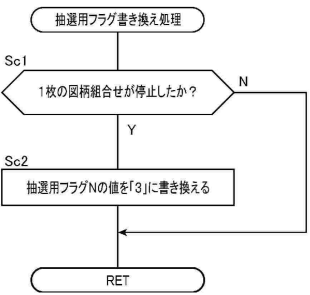 抽選用フラグ書き換え処理
Sc1
1枚の図柄組合せが停止したか?
N
Y
Sc2
抽選用フラグNの値を「3」に書き換える
RET